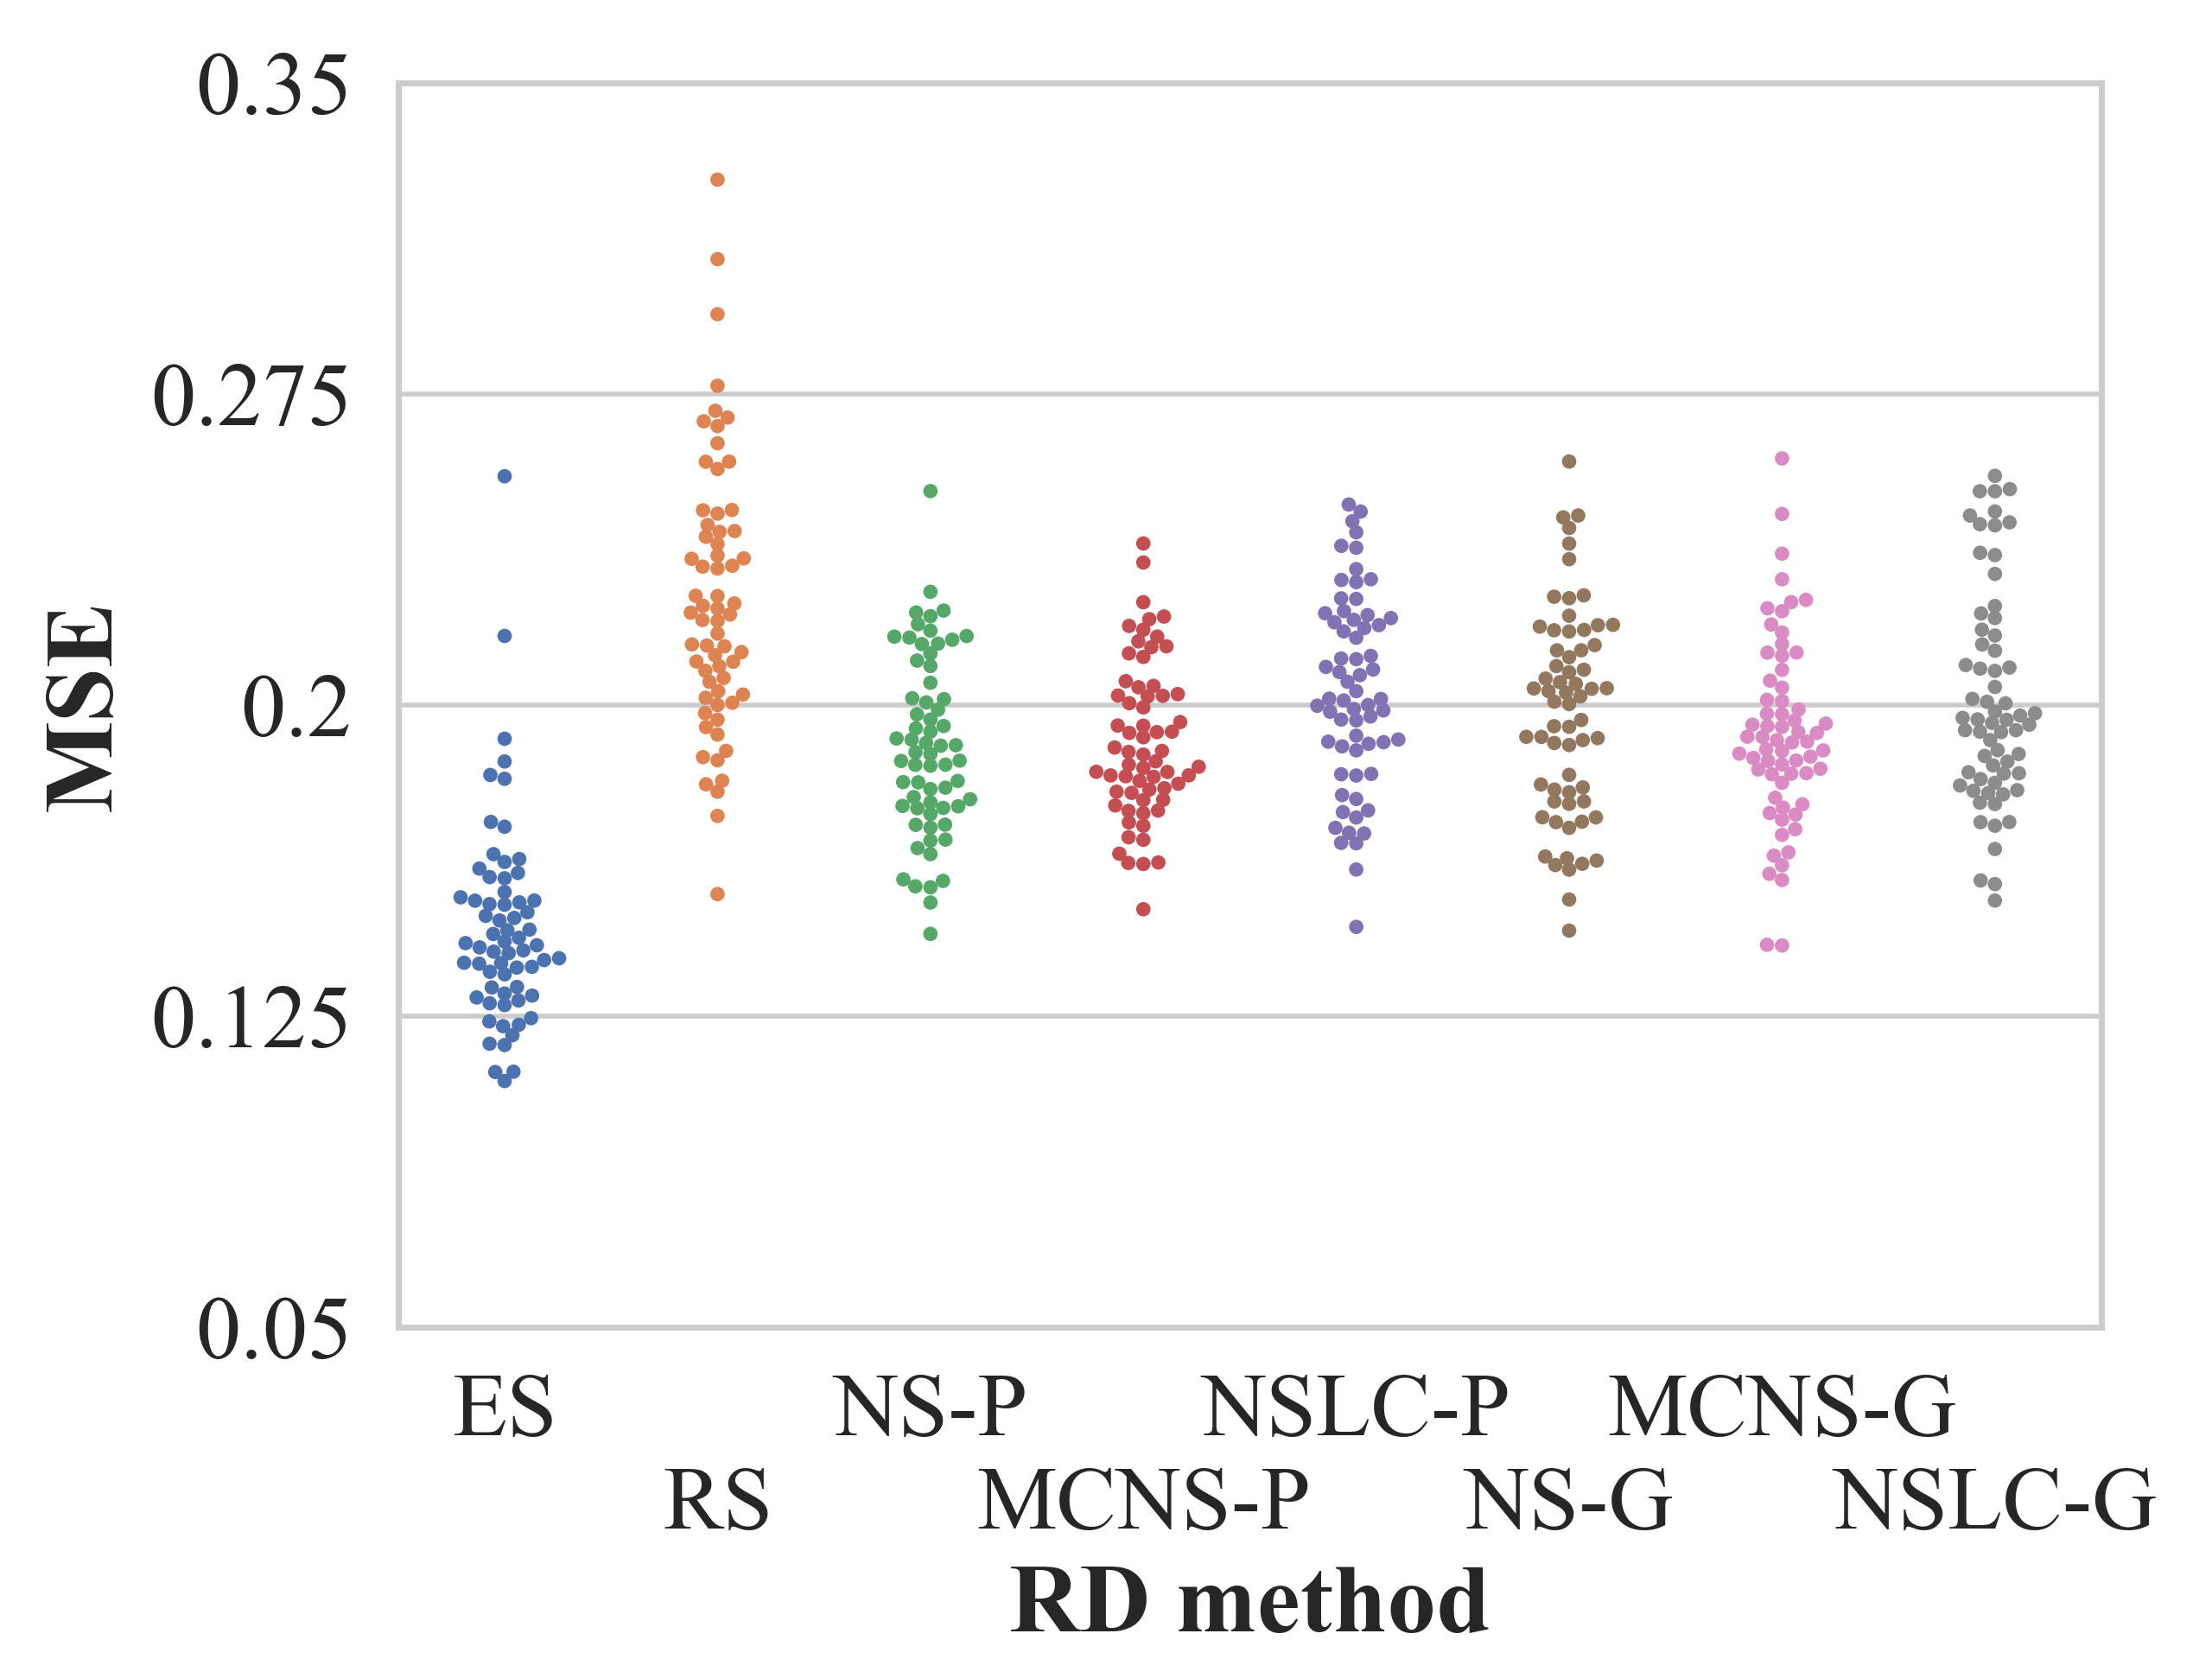 0.35
0.275
0.2
0.125
0.05
MSE
ES NS-P NSLC-P MCNS-G
RS MCNS-P NS-G NSLC-G
RD method